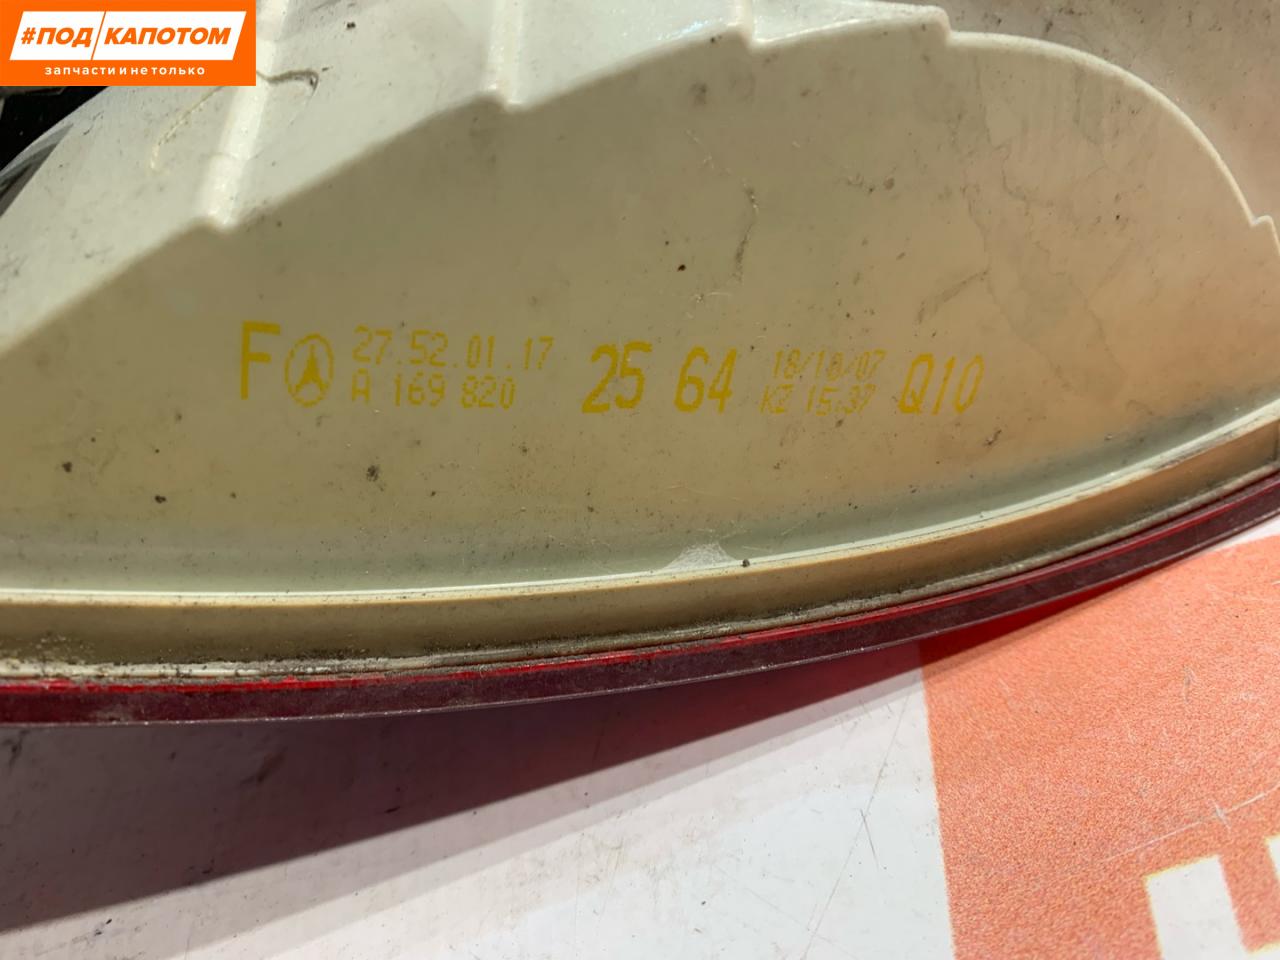 #ПОД/КАПОТОМ
запчасти и не только
F 27.52.01.17
A 169 820 25 64
18/18/07
KZ 15:37 Q10